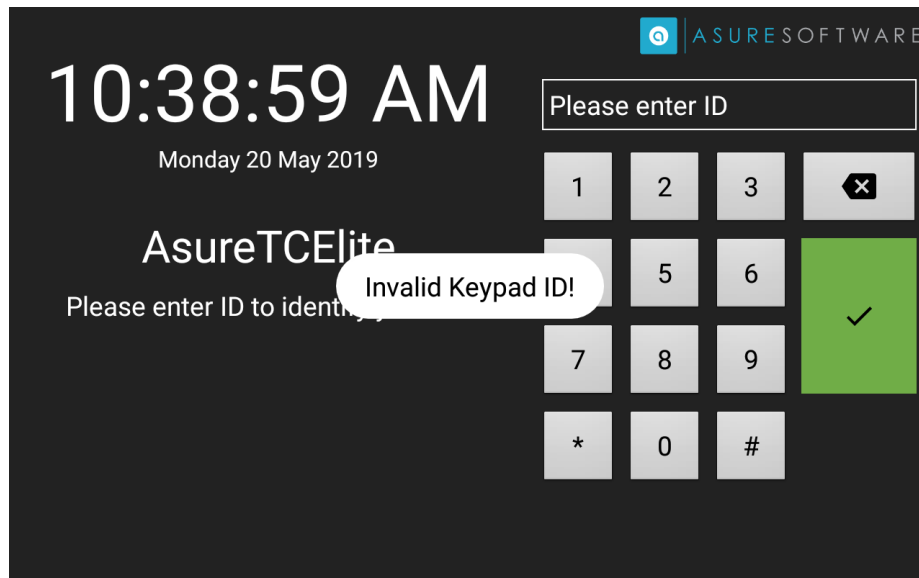 ASURESOFTWARE
10:38:59 AM
Monday 20 May 2019
AsureTCElite
Please enter ID to identify
Invalid Keypad ID!
Please enter ID
1 2 3
5 6
7 8 9
* 0 #